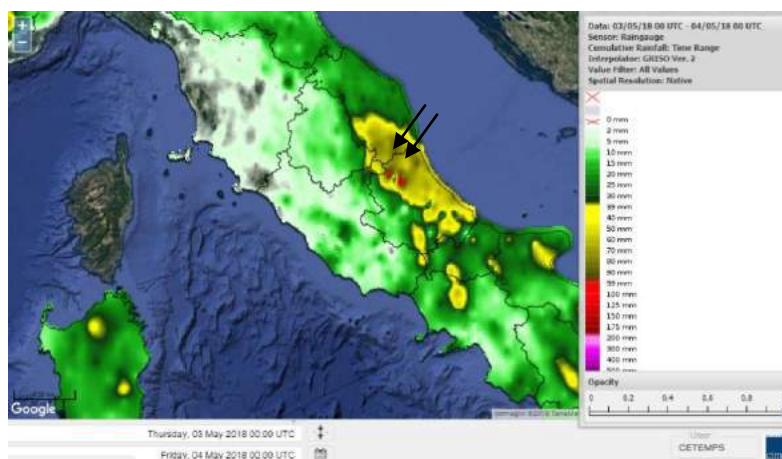 +
−
Data: 03/05/18 00 UTC - 04/05/18 00 UTC
Sensor: Raingauge
Cumulative Rainfall: Time Range
Interpolator: GRISO Ver. 2
Value Filter: All Values
Spatial Resolution: Native
0 mm
2 mm
5 mm
10 mm
15 mm
20 mm
25 mm
30 mm
39 mm
40 mm
50 mm
60 mm
70 mm
80 mm
90 mm
99 mm
100 mm
125 mm
150 mm
175 mm
200 mm
300 mm
400 mm
500 mm
Opacity
0 0.2 0.4 0.6 0.8
Google
Thursday, 03 May 2018 00:00 UTC
User
CETEMPS
Friday, 04 May 2018 00:00 UTC